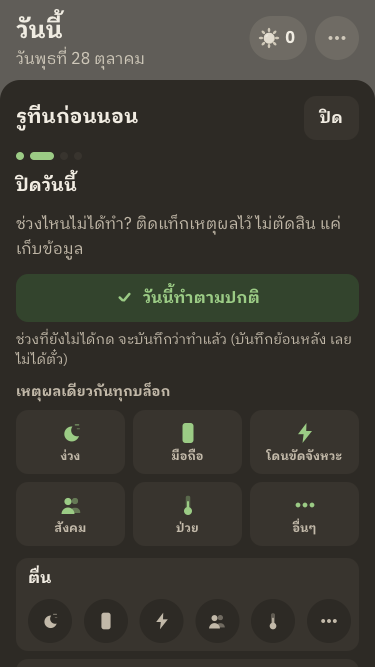 วันนี้
วันพุธที่ 28 ตุลาคม
0
รูทีนก่อนนอน
ปิด
ปิดวันนี้
ช่วงไหนไม่ได้ทำ? ติดแท็กเหตุผลไว้ ไม่ตัดสิน แค่
เก็บข้อมูล
วันนี้ทำตามปกติ
ช่วงที่ยังไม่ได้กด จะบันทึกว่าทำแล้ว (บันทึกย้อนหลัง เลย
ไม่ได้ตั๋ว)
เหตุผลเดียวกันทุกบล็อก
ง่วง
มือถือ
โดนขัดจังหวะ
สังคม
ป่วย
อื่นๆ
ตื่น